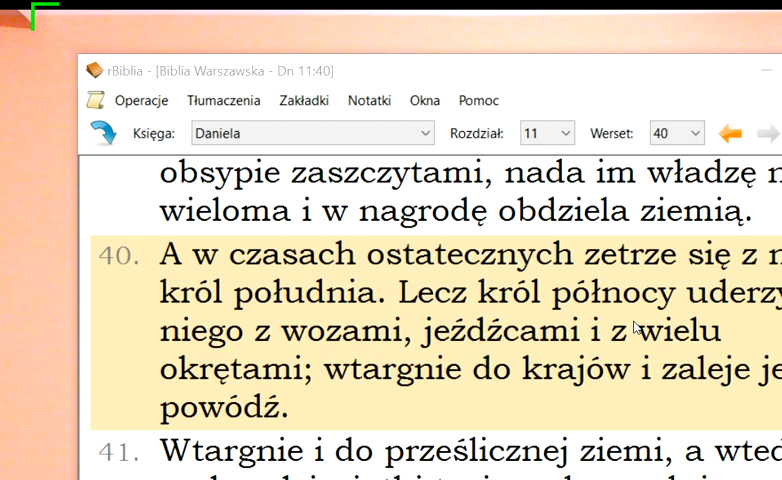 rBiblia - [Biblia Warszawska - Dn 11:40]
Operacje Tłumaczenia Zakładki Notatki Okna Pomoc
Księga: Daniela Rozdział: 11 Werset: 40
obsypie zaszczytami, nada im władzę
wieloma i w nagrodę obdziela ziemią.
40. A w czasach ostatecznych zetrze się z
król południa. Lecz król północy uderzy
niego z wozami, jeźdźcami i z wielu
okrętami; wtargnie do krajów i zaleje
powódź.
41. Wtargnie i do prześlicznej ziemi, a